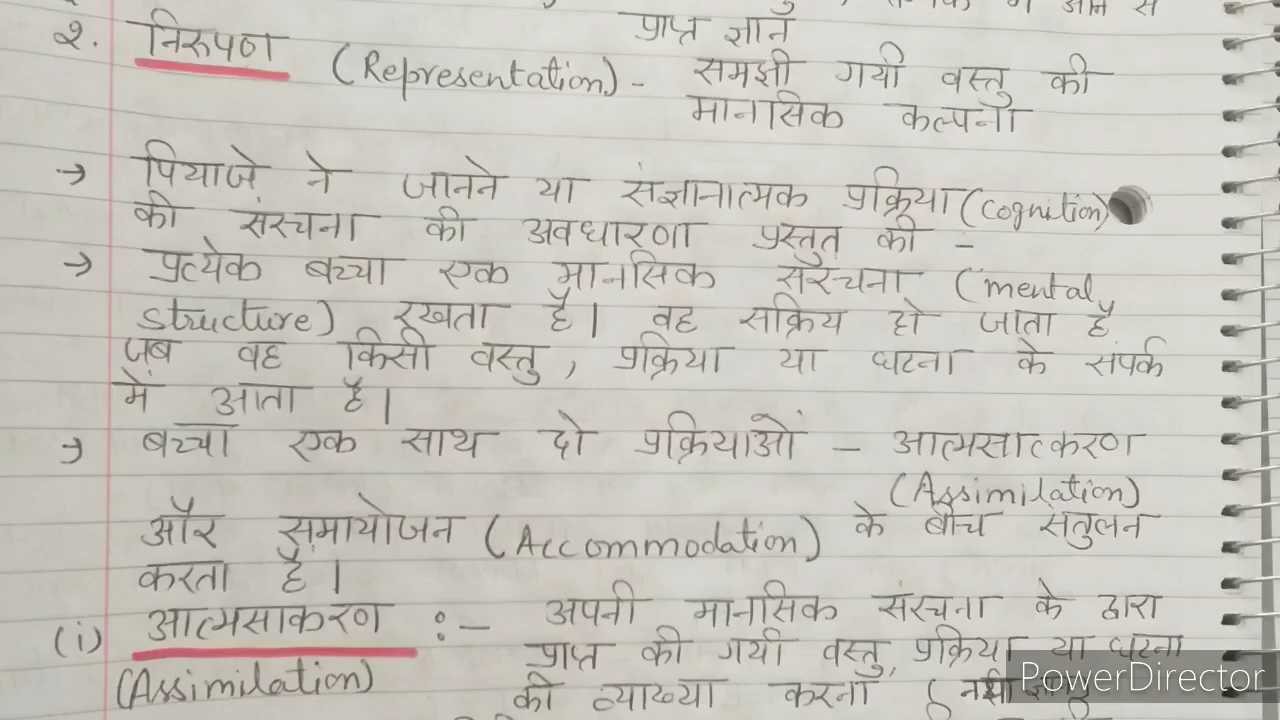 में आने से
प्राप्त ज्ञान
२. निरूपण (Representation) - समझी गयी वस्तु की
मानसिक कल्पना
→ पियाजे ने जानने या संज्ञानात्मक प्रक्रिया (Cognition)
की संरचना की अवधारणा प्रस्तुत की -
→ प्रत्येक बच्चा एक मानसिक संरचना (mental
structure) रखता है। वह सक्रिय हो जाता है
जब वह किसी वस्तु, प्रक्रिया या घटना के संपर्क
में आता है।
→ बच्चा एक साथ दो प्रक्रियाओं - आत्मसात्करण
(Assimilation)
और समायोजन (Accommodation) के बीच संतुलन
करता है।
(i) आत्मसाकरण :- अपनी मानसिक संरचना के द्वारा
प्राप्त की गयी वस्तु, प्रक्रिया या घटना
(Assimilation) की व्याख्या करना
PowerDirector